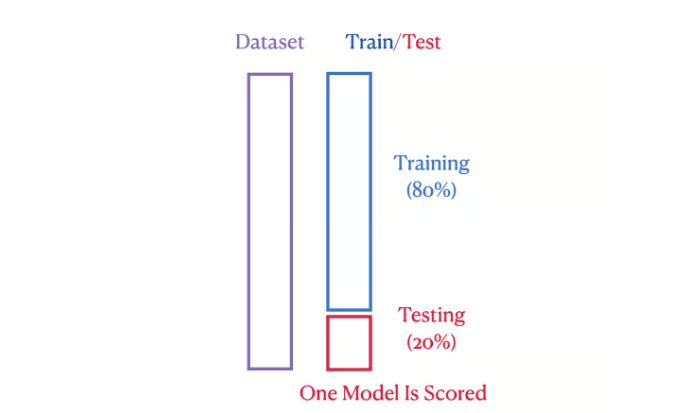 Dataset
Train/Test
Training
(80%)
Testing
(20%)
One Model Is Scored